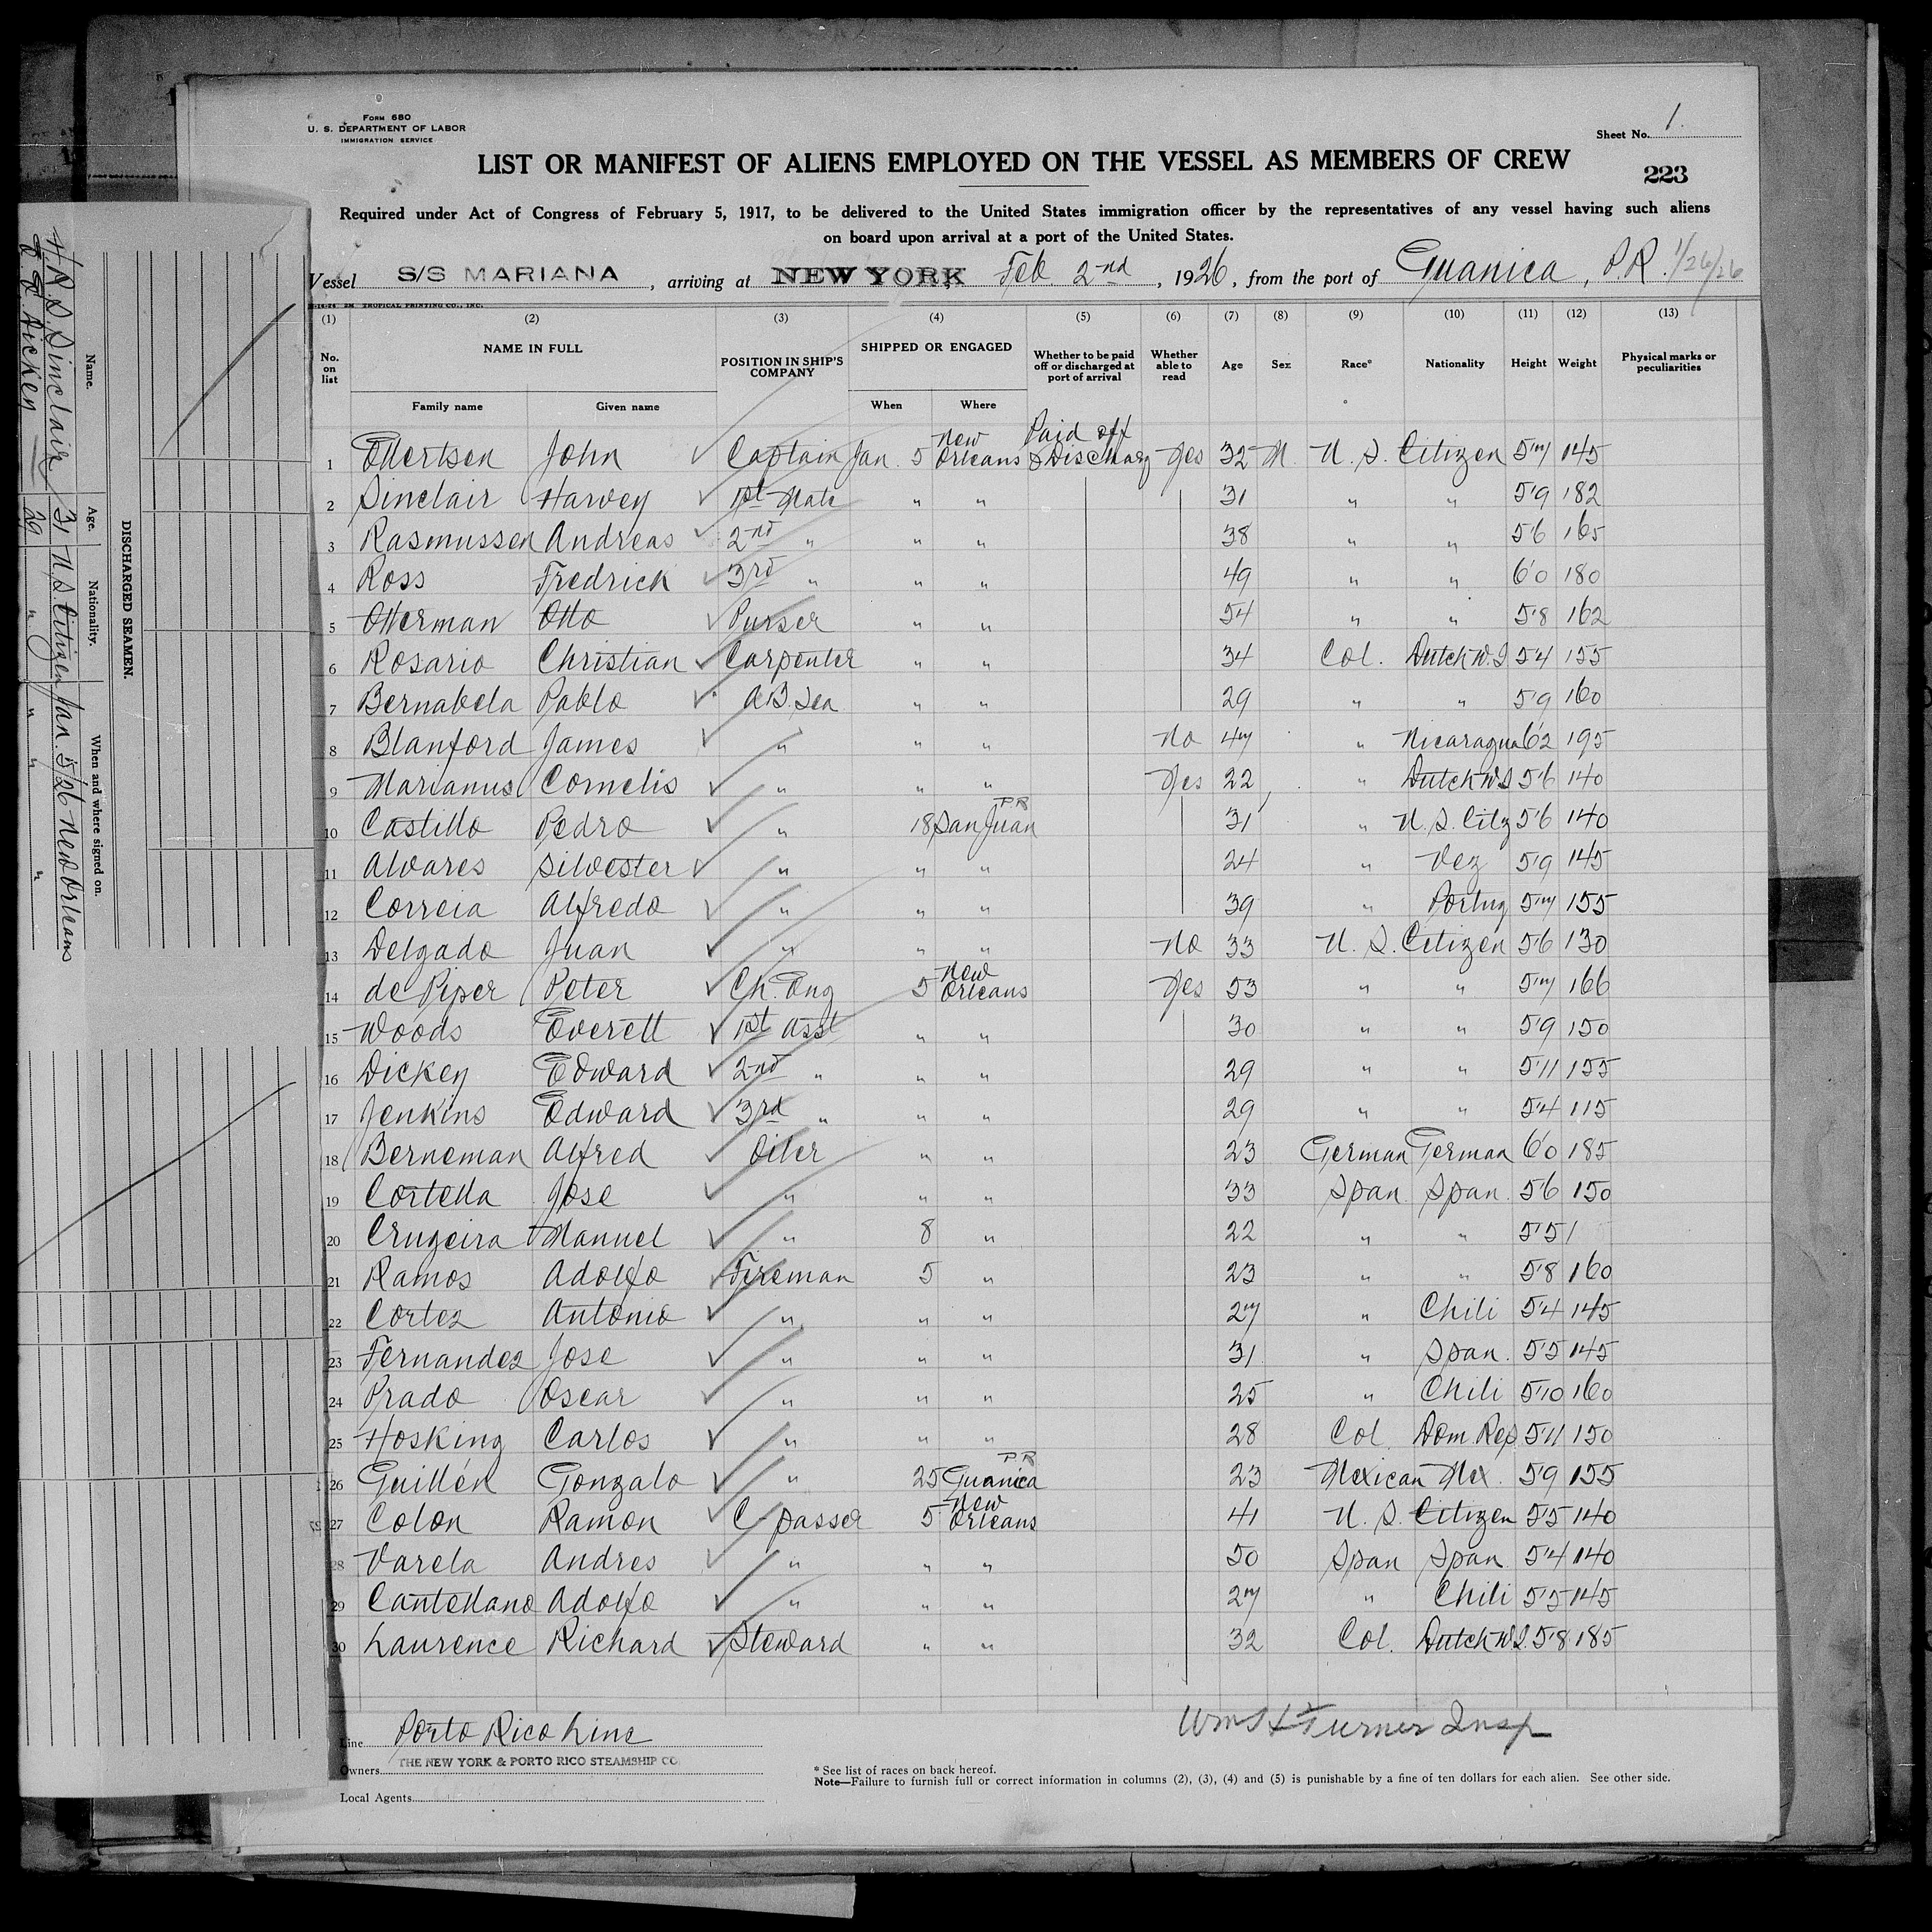 Form 680
U. S. DEPARTMENT OF LABOR
IMMIGRATION SERVICE
Sheet No. 1.
LIST OR MANIFEST OF ALIENS EMPLOYED ON THE VESSEL AS MEMBERS OF CREW
223
Required under Act of Congress of February 5, 1917, to be delivered to the United States immigration officer by the representatives of any vessel having such aliens
on board upon arrival at a port of the United States.
Vessel S/S MARIANA, arriving at NEW YORK Feb 2nd, 1926, from the port of Guanica, P.R. 1/26/26
TROPICAL PRINTING CO., INC.
(1) (2) (3) (4) (5) (6) (7) (8) (9) (10) (11) (12) (13)
No. on list NAME IN FULL POSITION IN SHIP'S COMPANY SHIPPED OR ENGAGED Whether to be paid off or discharged at port of arrival Whether able to read Age Sex Race* Nationality Height Weight Physical marks or peculiarities
Family name Given name When Where
1 John Captain Jan. 5 New Orleans Paid off & Discharg Yes 32 M. U. S. Citizen 5'7 145
2 Sinclair Harvey 1st Mate " " 31 " " 5'9 182
3 Rasmussen Andreas 2nd " " " 38 " " 5'6 165
4 Ross Fredrick 3rd " " " 49 " " 6'0 180
5 Otterman Otto Purser " " 54 " " 5'8 162
6 Rosario Christian Carpenter " " 34 Col. Dutch W.I 5'4 155
7 Bernabela Pablo A.B. Sea " " 29 " " 5'9 160
8 Blanford James " " " No 47 " Nicaragua 6'2 195
9 Marianus Cornelis " " " Yes 22 " Dutch W.I 5'6 140
10 Castillo Pedro " 18 San Juan P.R 31 " U. S. Citz 5'6 140
11 Alvares Silvester " " " 24 " Vez 5'9 145
12 Correia Alfredo " " " 39 " Portug 5'7 155
13 Delgado Juan " " " No 33 U. S. Citizen 5'6 130
14 de Piper Peter Ch. Eng 5 New Orleans Yes 53 " " 5'7 166
15 Woods Everett 1st Asst " " 30 " " 5'9 150
16 Dickey Edward 2nd " " " 29 " " 5'11 155
17 Jenkins Edward 3rd " " " 29 " " 5'4 115
18 Berneman Alfred Oiler " " 23 German German 6'0 185
19 Cortella Jose " " " 33 Span. Span. 5'6 150
20 Cruzeira Manuel " 8 " 22 " " 5'5 1
21 Ramos Adolfo Fireman 5 " 23 " " 5'8 160
22 Cortez Antonio " " " 27 " Chili 5'4 145
23 Fernandez Jose " " " 31 " Span. 5'5 145
24 Prado Oscar " " " 25 " Chili 5'10 160
25 Hosking Carlos " " " 28 Col. Dom. Rep 5'11 150
26 Guillén Gonzalo " 25 Guanica P.R 23 Mexican Mex. 5'9 155
27 Colon Ramon C-passer 5 New Orleans 41 U. S. Citizen 5'5 140
28 Varela Andres " " " 50 Span Span. 5'4 140
29 Cantellano Adolfo " " " 27 " Chili 5'5 145
30 Laurence Richard Steward " " 32 Col. Dutch W.I. 5'8 185
Line Porto Rico Line
Owners THE NEW YORK & PORTO RICO STEAMSHIP CO.
Local Agents
Turner Insp
* See list of races on back hereof.
Note—Failure to furnish full or correct information in columns (2), (3), (4) and (5) is punishable by a fine of ten dollars for each alien. See other side.
DISCHARGED SEAMEN.
Name. Age. Nationality. When and where signed on.
H. R. S. Sinclair 31 U.S. Citizen Jan. 5/26 New Orleans
29 " " " "